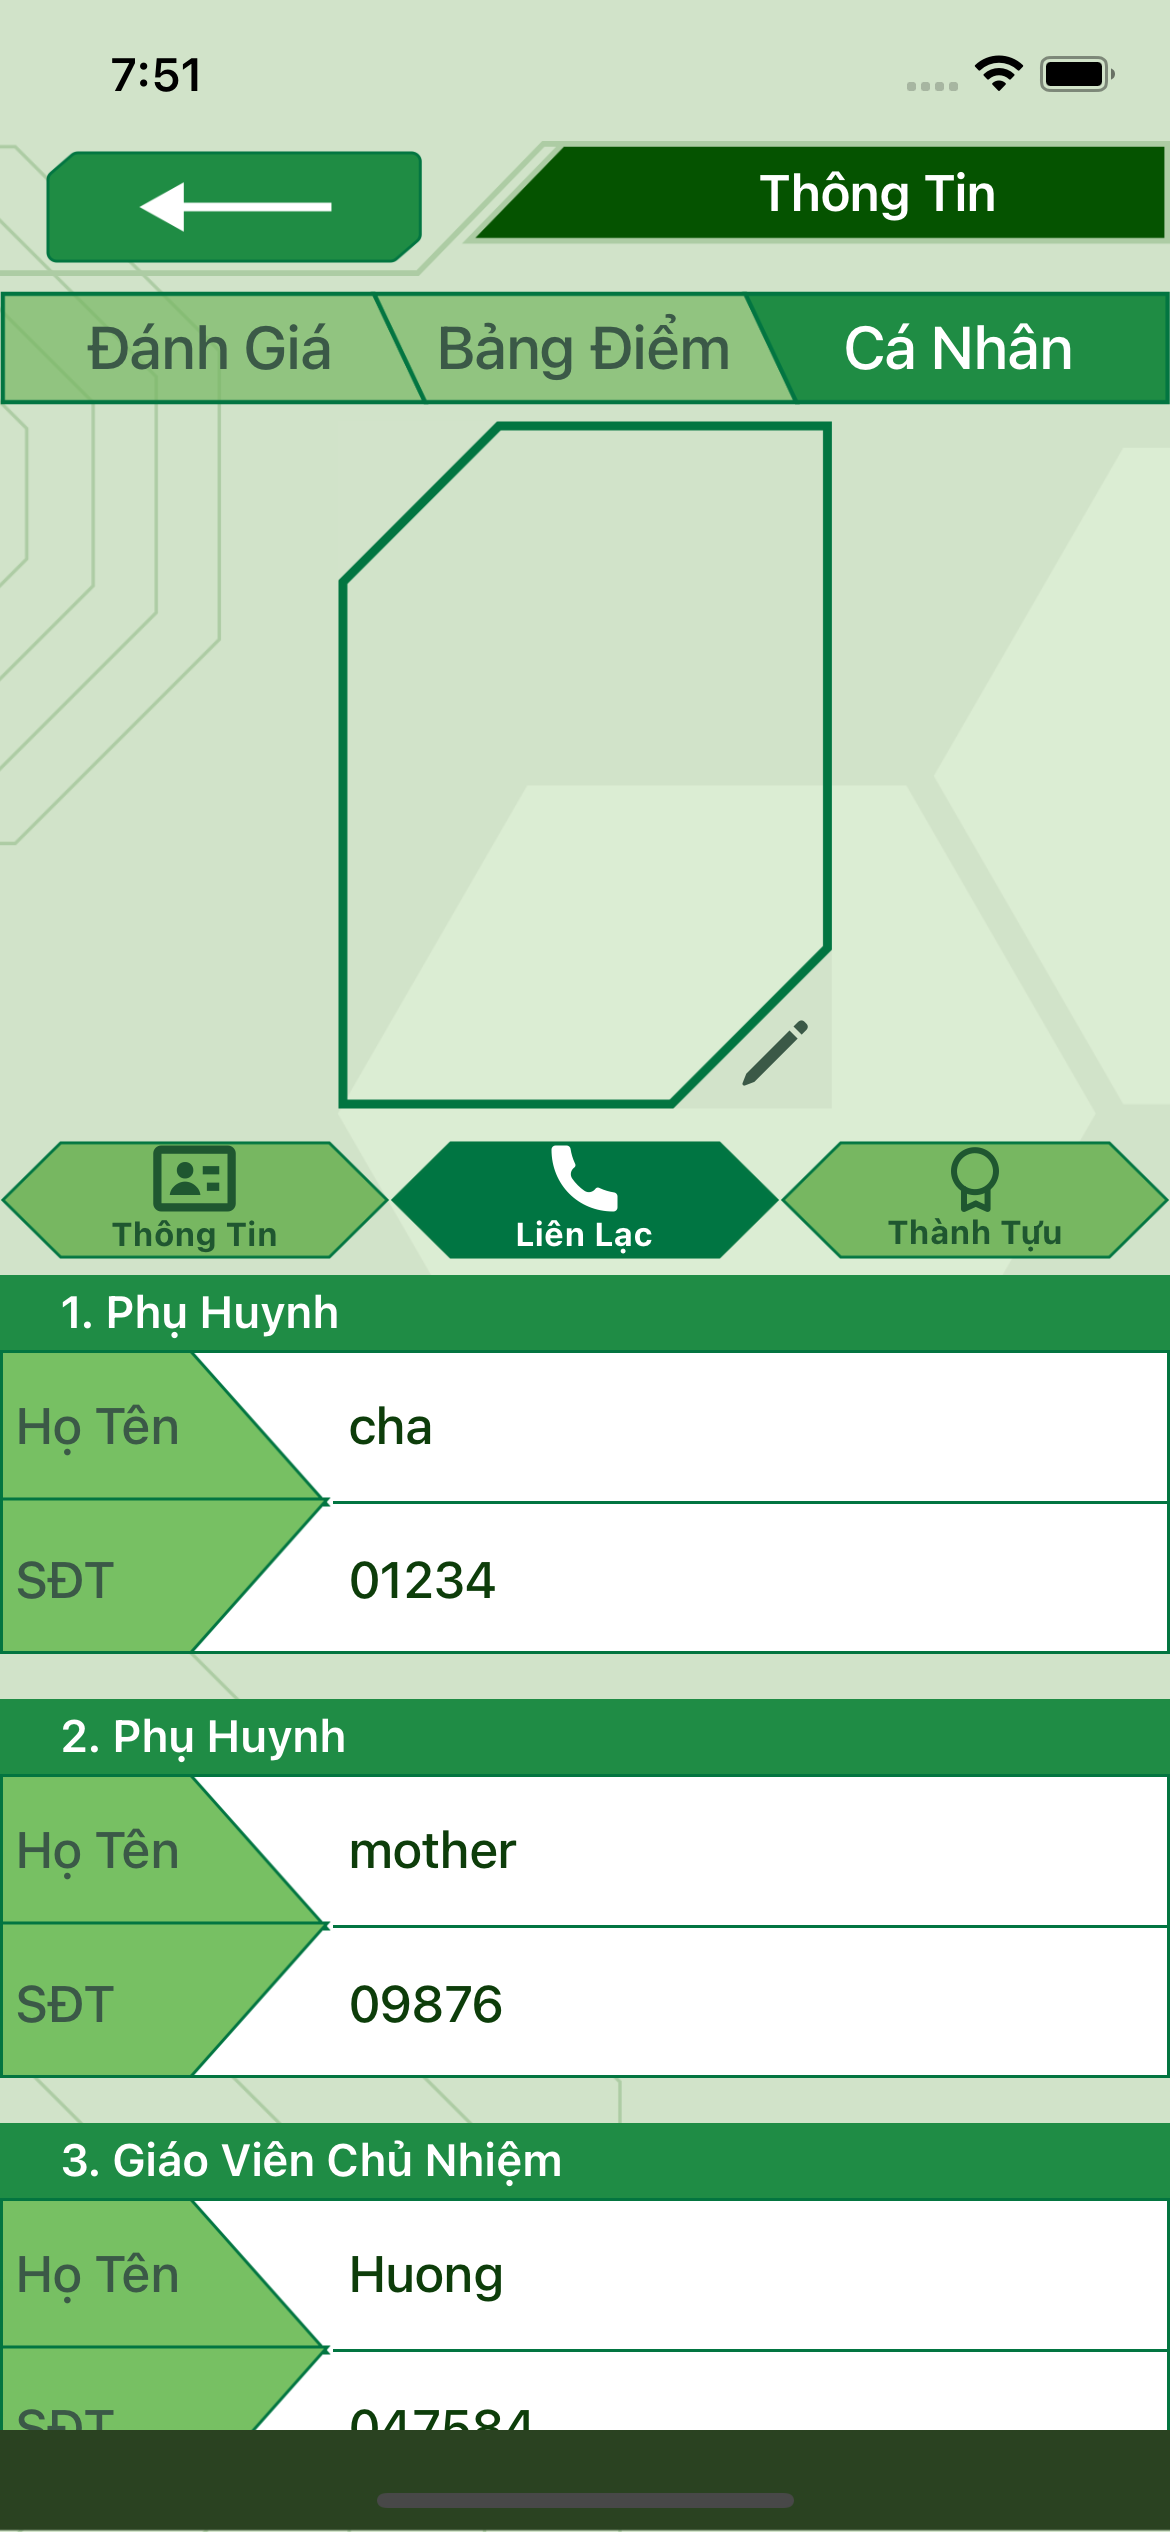 7:51
Thông Tin
Đánh Giá
Bảng Điểm
Cá Nhân
Thông Tin
Liên Lạc
Thành Tựu
1. Phụ Huynh
Họ Tên
cha
SĐT
01234
2. Phụ Huynh
Họ Tên
mother
SĐT
09876
3. Giáo Viên Chủ Nhiệm
Họ Tên
Huong
SĐT
047584